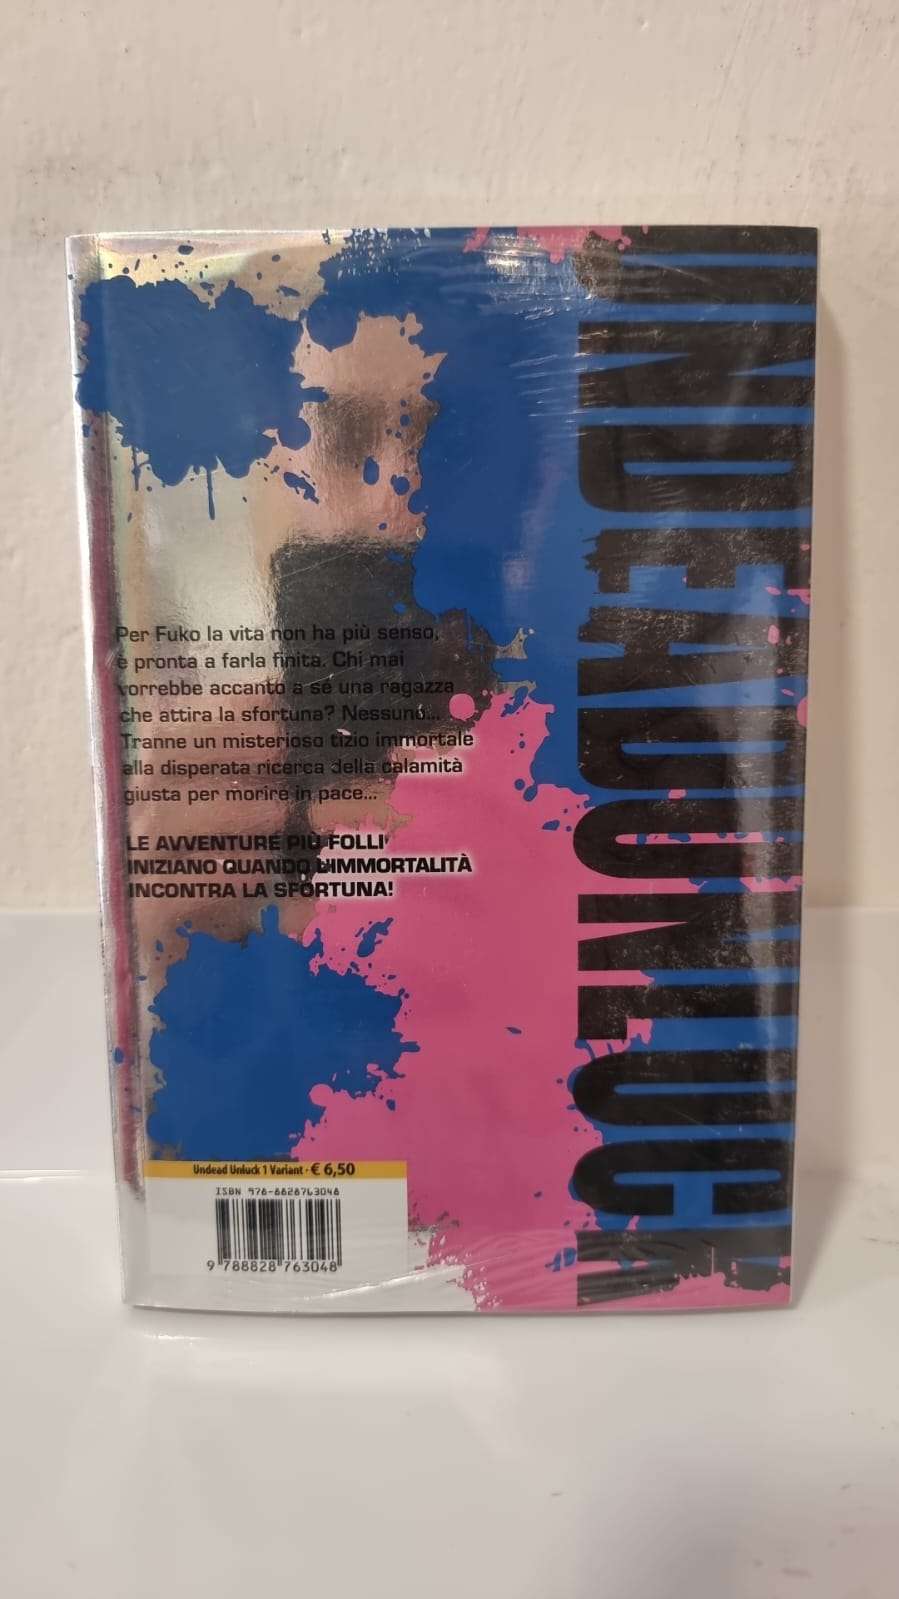 UNDEAD UNLUCK
Per Fuko la vita non ha più senso,
è pronta a farla finita. Chi mai
vorrebbe accanto a sé una ragazza
che attira la sfortuna? Nessuno...
Tranne un misterioso tizio immortale
alla disperata ricerca della calamità
giusta per morire in pace...
LE AVVENTURE PIÙ FOLLI
INIZIANO QUANDO L'IMMORTALITÀ
INCONTRA LA SFORTUNA!
Undead Unluck 1 Variant · € 6,50
ISBN 978-8828763048
9 788828 763048